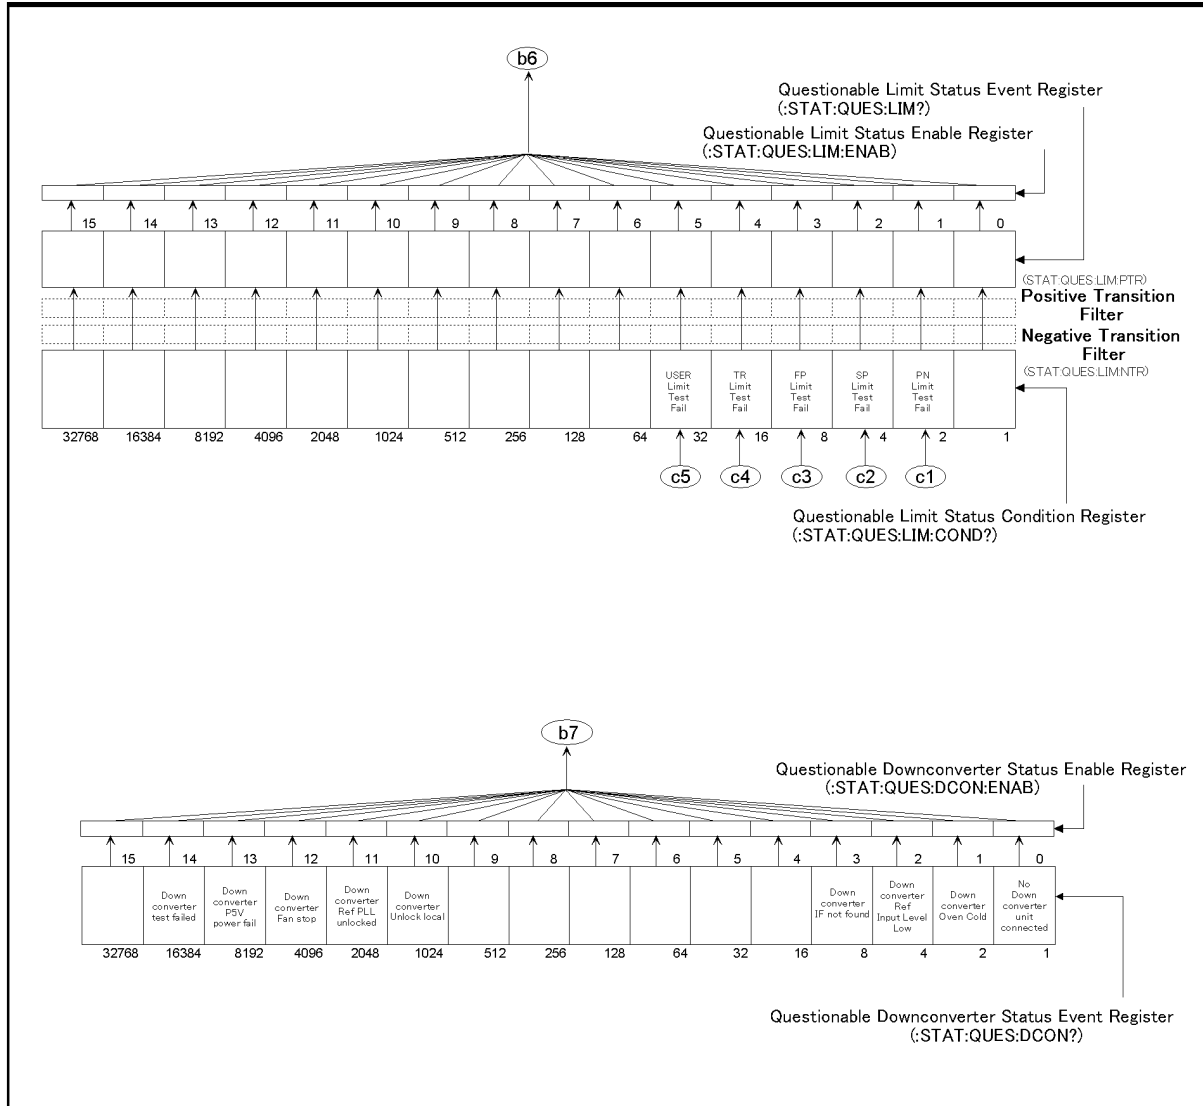 b6
Questionable Limit Status Event Register
(:STAT:QUES:LIM?)
Questionable Limit Status Enable Register
(:STAT:QUES:LIM:ENAB)
15 14 13 12 11 10 9 8 7 6 5 4 3 2 1 0
(STAT:QUES:LIM:PTR)
Positive Transition
Filter
Negative Transition
Filter
(STAT:QUES:LIM:NTR)
USER
Limit
Test
Fail
TR
Limit
Test
Fail
FP
Limit
Test
Fail
SP
Limit
Test
Fail
PN
Limit
Test
Fail
32768 16384 8192 4096 2048 1024 512 256 128 64 32 16 8 4 2 1
c5 c4 c3 c2 c1
Questionable Limit Status Condition Register
(:STAT:QUES:LIM:COND?)
b7
Questionable Downconverter Status Enable Register
(:STAT:QUES:DCON:ENAB)
15 14 13 12 11 10 9 8 7 6 5 4 3 2 1 0
Down
converter
test failed
Down
converter
P5V
power fail
Down
converter
Fan stop
Down
converter
Ref PLL
unlocked
Down
converter
Unlock local
Down
converter
IF not found
Down
converter
Ref
Input Level
Low
Down
converter
Oven Cold
No
Down
converter
unit
connected
32768 16384 8192 4096 2048 1024 512 256 128 64 32 16 8 4 2 1
Questionable Downconverter Status Event Register
(:STAT:QUES:DCON?)